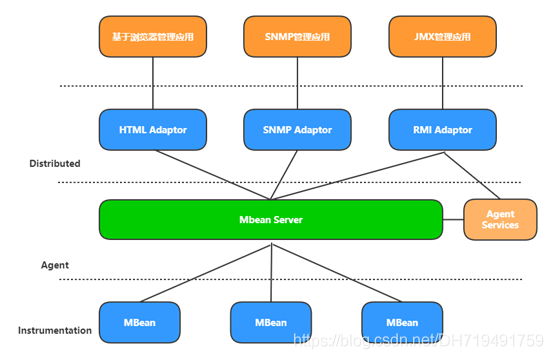 基于浏览器管理应用
SNMP管理应用
JMX管理应用
HTML Adaptor
SNMP Adaptor
RMI Adaptor
Distributed
Mbean Server
Agent
Services
Agent
Instrumentation
MBean
MBean
MBean
https://blog.csdn.net/DH719491759